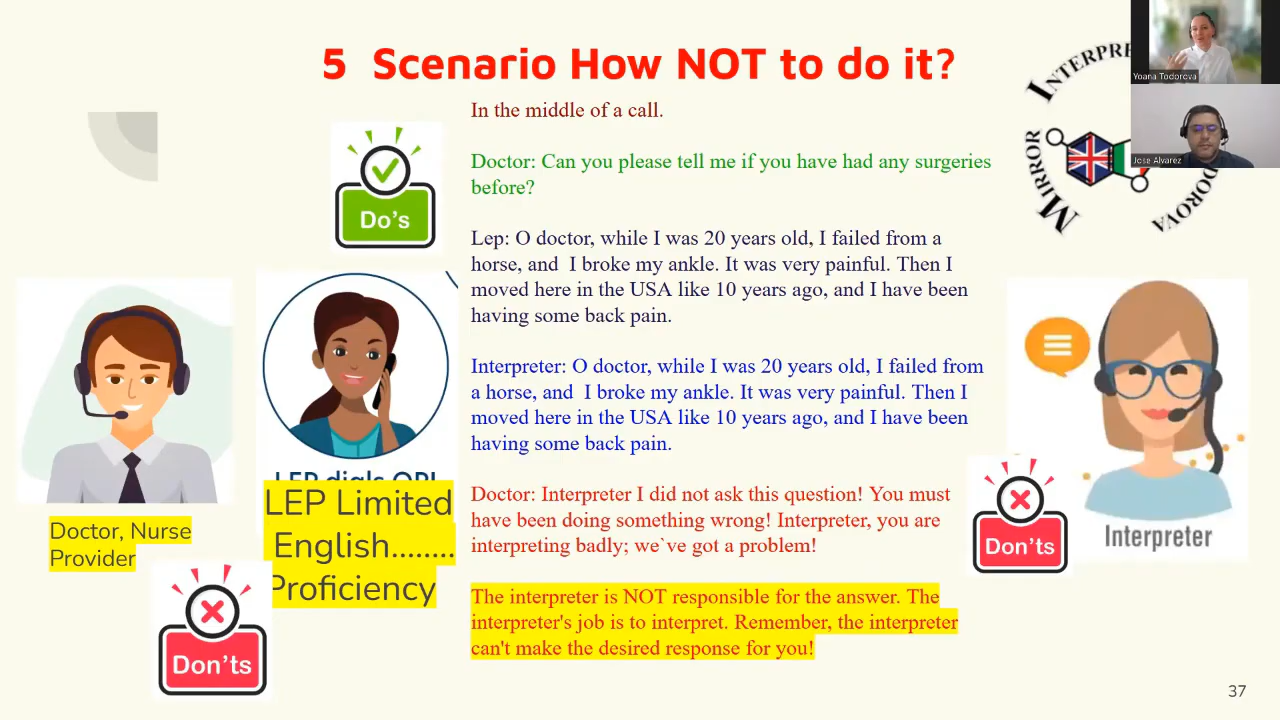 5 Scenario How NOT to do it?
Yoana Todorova
Jose Alvarez
INTERPRE
MIRROR
DOROVA
In the middle of a call.
Doctor: Can you please tell me if you have had any surgeries
before?
Do's
Lep: O doctor, while I was 20 years old, I failed from a
horse, and I broke my ankle. It was very painful. Then I
moved here in the USA like 10 years ago, and I have been
having some back pain.
Interpreter: O doctor, while I was 20 years old, I failed from
a horse, and I broke my ankle. It was very painful. Then I
moved here in the USA like 10 years ago, and I have been
having some back pain.
Doctor: Interpreter I did not ask this question! You must
have been doing something wrong! Interpreter, you are
interpreting badly; we`ve got a problem!
The interpreter is NOT responsible for the answer. The
interpreter's job is to interpret. Remember, the interpreter
can't make the desired response for you!
LEP dials OPI
LEP Limited
English........
Proficiency
Doctor, Nurse
Provider
Don'ts
Don'ts
Interpreter
37